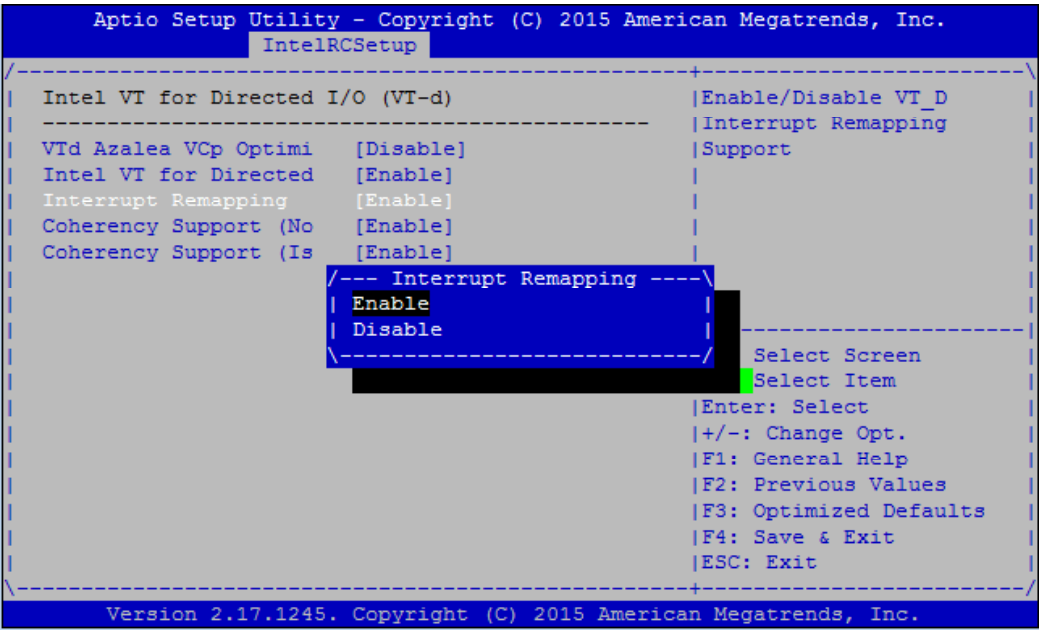 Aptio Setup Utility - Copyright (C) 2015 American Megatrends, Inc.
IntelRCSetup
Intel VT for Directed I/O (VT-d)
VTd Azalea VCp Optimi [Disable]
Intel VT for Directed [Enable]
Interrupt Remapping [Enable]
Coherency Support (No [Enable]
Coherency Support (Is [Enable]
Enable/Disable VT_D
Interrupt Remapping
Support
--- Interrupt Remapping ----
Enable
Disable
Select Screen
Select Item
Enter: Select
+/-: Change Opt.
F1: General Help
F2: Previous Values
F3: Optimized Defaults
F4: Save & Exit
ESC: Exit
Version 2.17.1245. Copyright (C) 2015 American Megatrends, Inc.